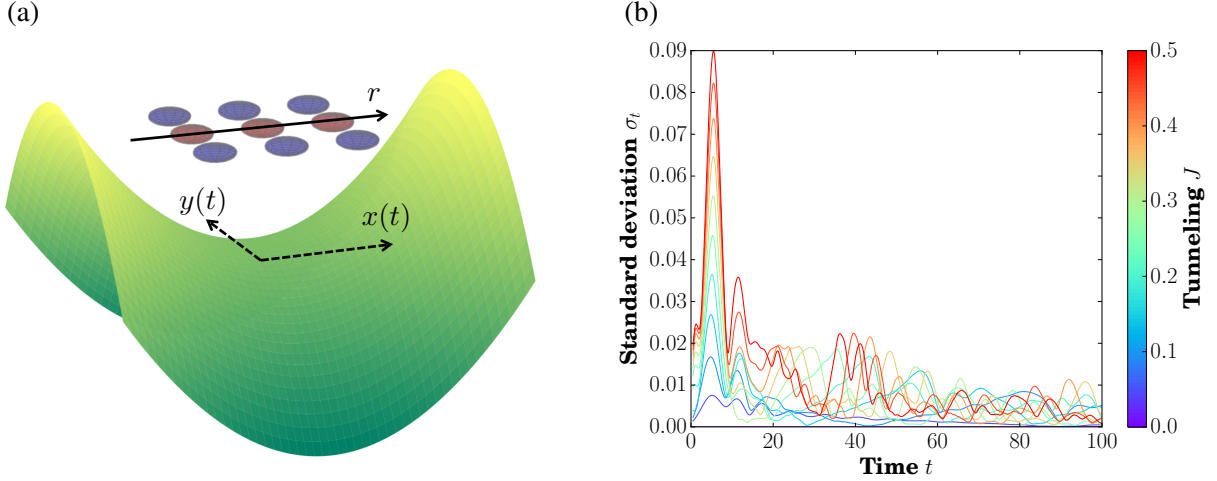 (a)
r
y(t)
x(t)
(b)
Standard deviation σ_t
0.09
0.08
0.07
0.06
0.05
0.04
0.03
0.02
0.01
0.00
0 20 40 60 80 100
Time t
0.5
0.4
0.3
0.2
0.1
0.0
Tunneling J